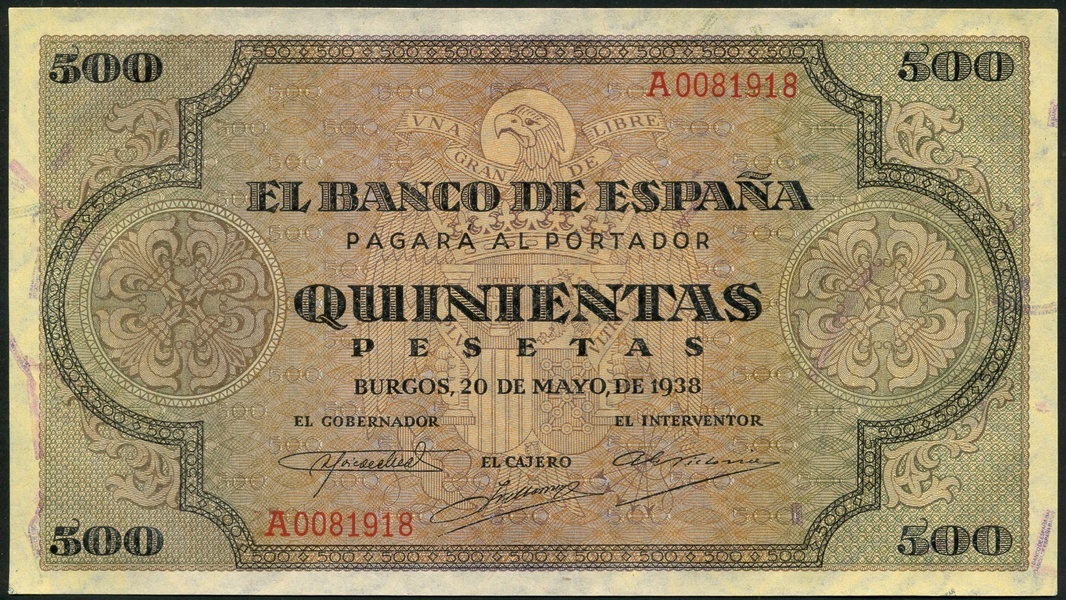 500 500
A0081918
VNA GRANDE LIBRE
EL BANCO DE ESPAÑA
PAGARA AL PORTADOR
QUINIENTAS
PESETAS
BURGOS, 20 DE MAYO, DE 1938
EL GOBERNADOR EL INTERVENTOR
EL CAJERO
A0081918
500 500